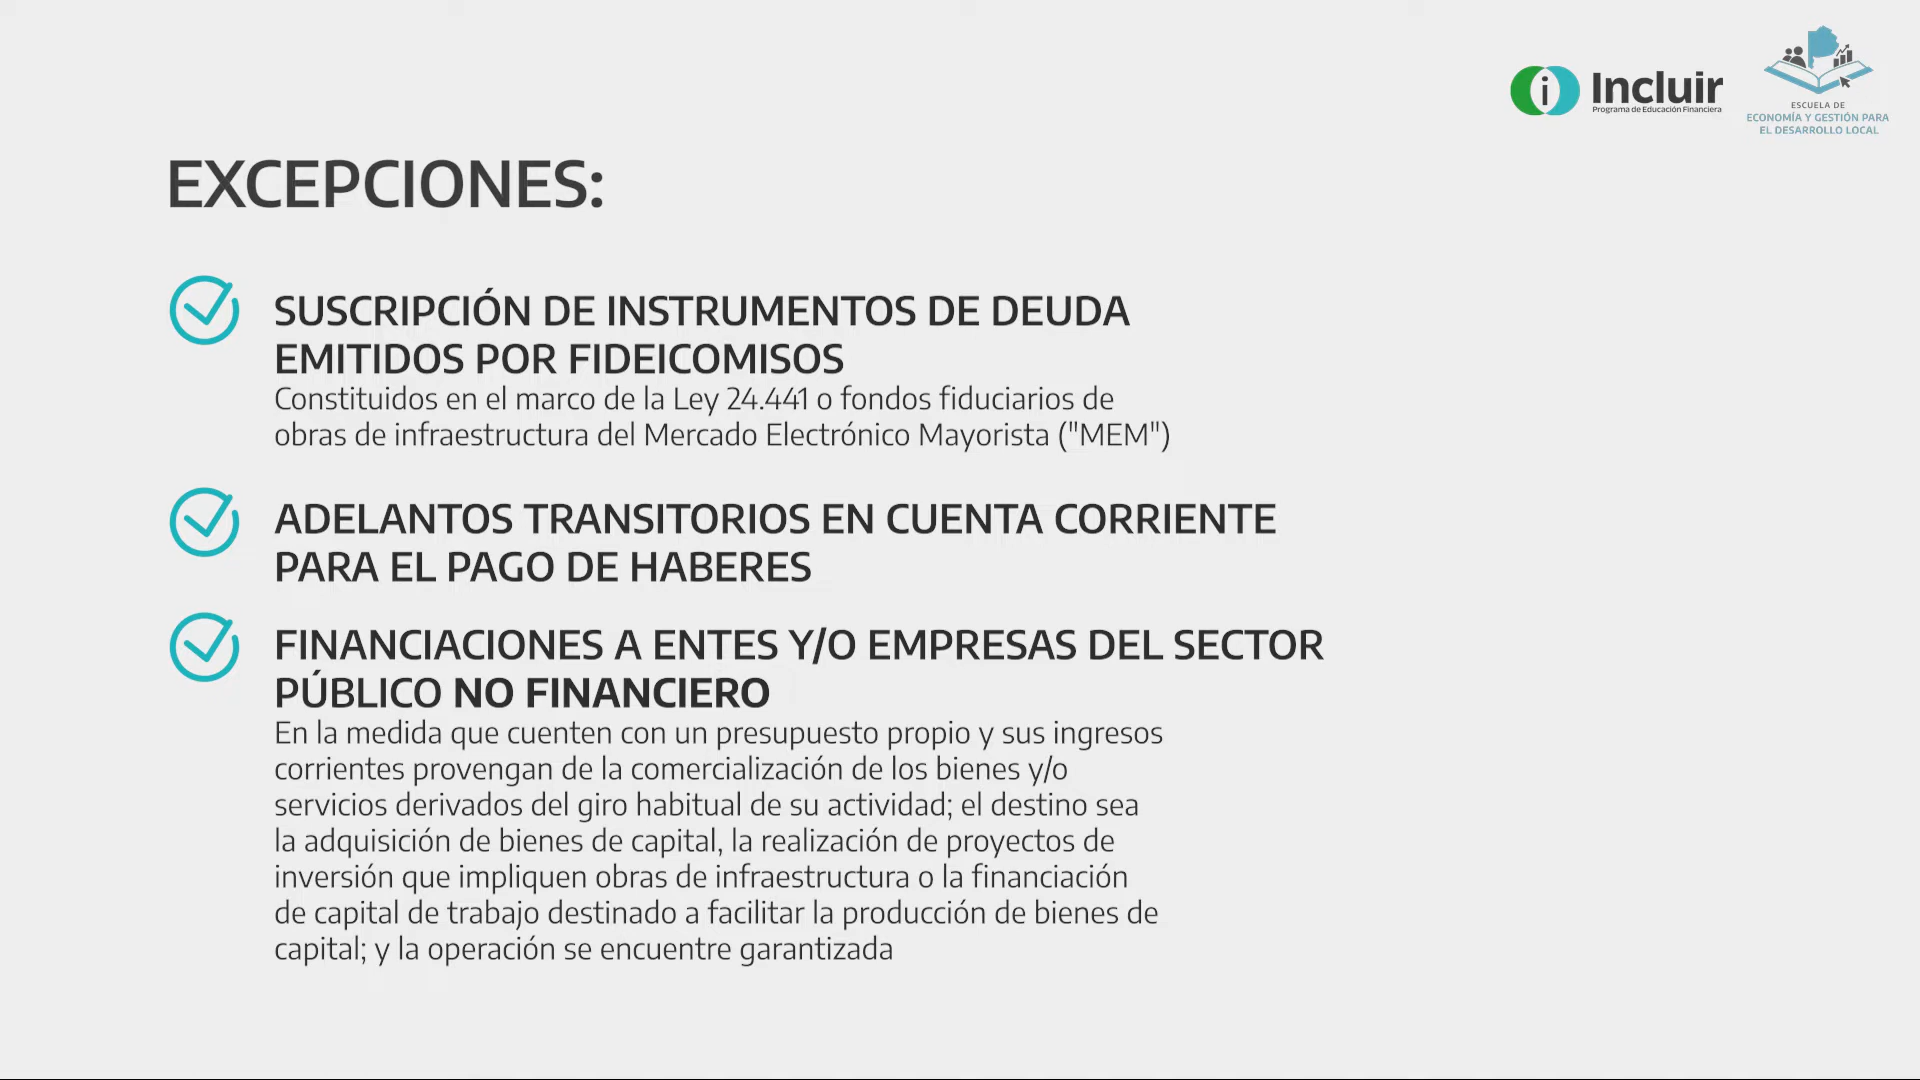 i Incluir
Programa de Educación Financiera
ESCUELA DE
ECONOMÍA Y GESTIÓN PARA
EL DESARROLLO LOCAL
EXCEPCIONES:
SUSCRIPCIÓN DE INSTRUMENTOS DE DEUDA
EMITIDOS POR FIDEICOMISOS
Constituidos en el marco de la Ley 24.441 o fondos fiduciarios de
obras de infraestructura del Mercado Electrónico Mayorista ("MEM")
ADELANTOS TRANSITORIOS EN CUENTA CORRIENTE
PARA EL PAGO DE HABERES
FINANCIACIONES A ENTES Y/O EMPRESAS DEL SECTOR
PÚBLICO NO FINANCIERO
En la medida que cuenten con un presupuesto propio y sus ingresos
corrientes provengan de la comercialización de los bienes y/o
servicios derivados del giro habitual de su actividad; el destino sea
la adquisición de bienes de capital, la realización de proyectos de
inversión que impliquen obras de infraestructura o la financiación
de capital de trabajo destinado a facilitar la producción de bienes de
capital; y la operación se encuentre garantizada